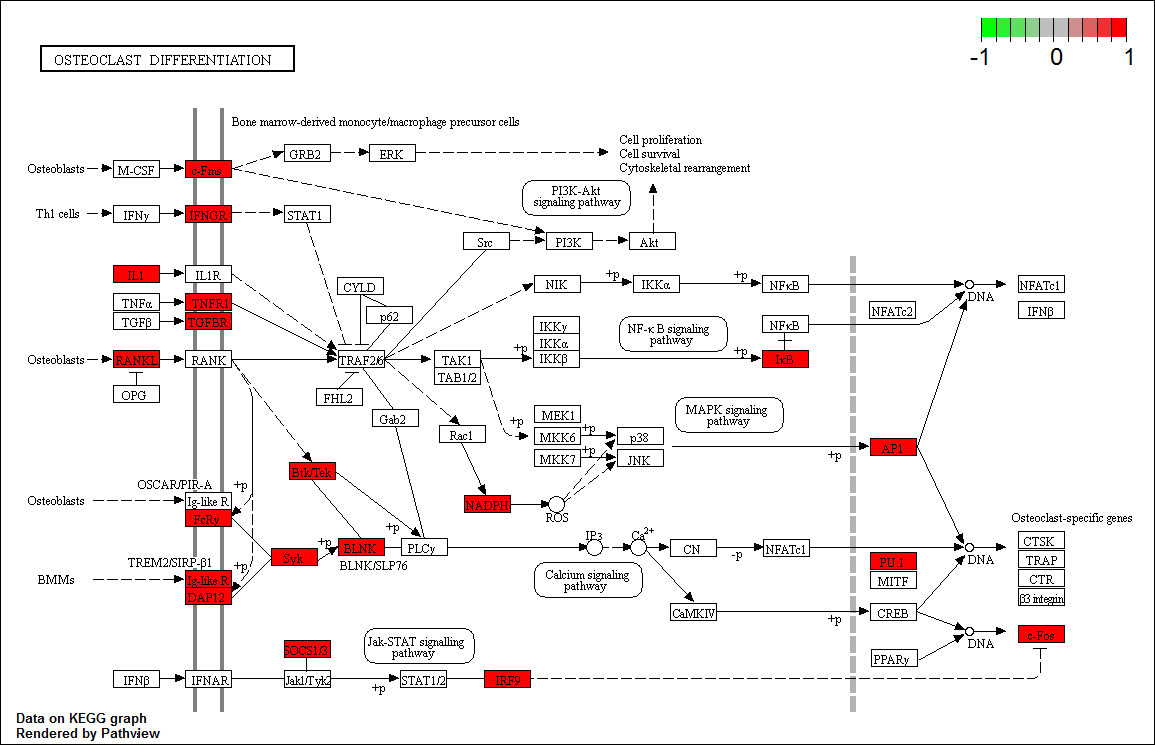 -1 0 1
OSTEOCLAST DIFFERENTIATION
Bone marrow-derived monocyte/macrophage precursor cells
Osteoblasts
M-CSF
c-Fms
GRB2
ERK
Cell proliferation
Cell survival
Cytoskeletal rearrangement
PI3K-Akt
signaling pathway
Th1 cells
IFNγ
IFNGR
STAT1
Src
PI3K
Akt
IL1
IL1R
CYLD
p62
NIK
+p
IKKα
+p
NFκB
DNA
NFATc1
IFNβ
TNFα
TNFR1
TGFβ
TGFBR
NFATc2
IKKγ
IKKα
IKKβ
NF-κ B signaling
pathway
NFκB
IκB
+p
+p
Osteoblasts
RANKL
RANK
OPG
TRAF2/6
TAK1
TAB1/2
FHL2
Gab2
Rac1
+p
MEK1
MKK6
MKK7
+p
+p
p38
JNK
MAPK signaling
pathway
+p
AP1
Btk/Tek
NADPH
ROS
OSCAR/PIR-A
+p
Osteoblasts
Ig-like R
FcRγ
Syk
+p
BLNK
+p
PLCγ
BLNK/SLP76
IP3
Ca2+
CN
-p
NFATc1
Calcium signaling
pathway
CaMKIV
+p
PU.1
MITF
CREB
DNA
Osteoclast-specific genes
CTSK
TRAP
CTR
β3 integrin
TREM2/SIRP-β1
+p
BMMs
Ig-like R
DAP12
DNA
c-Fos
PPARγ
SOCS1/3
Jak-STAT signalling
pathway
IFNβ
IFNAR
Jak1/Tyk2
+p
STAT1/2
IRF9
Data on KEGG graph
Rendered by Pathview